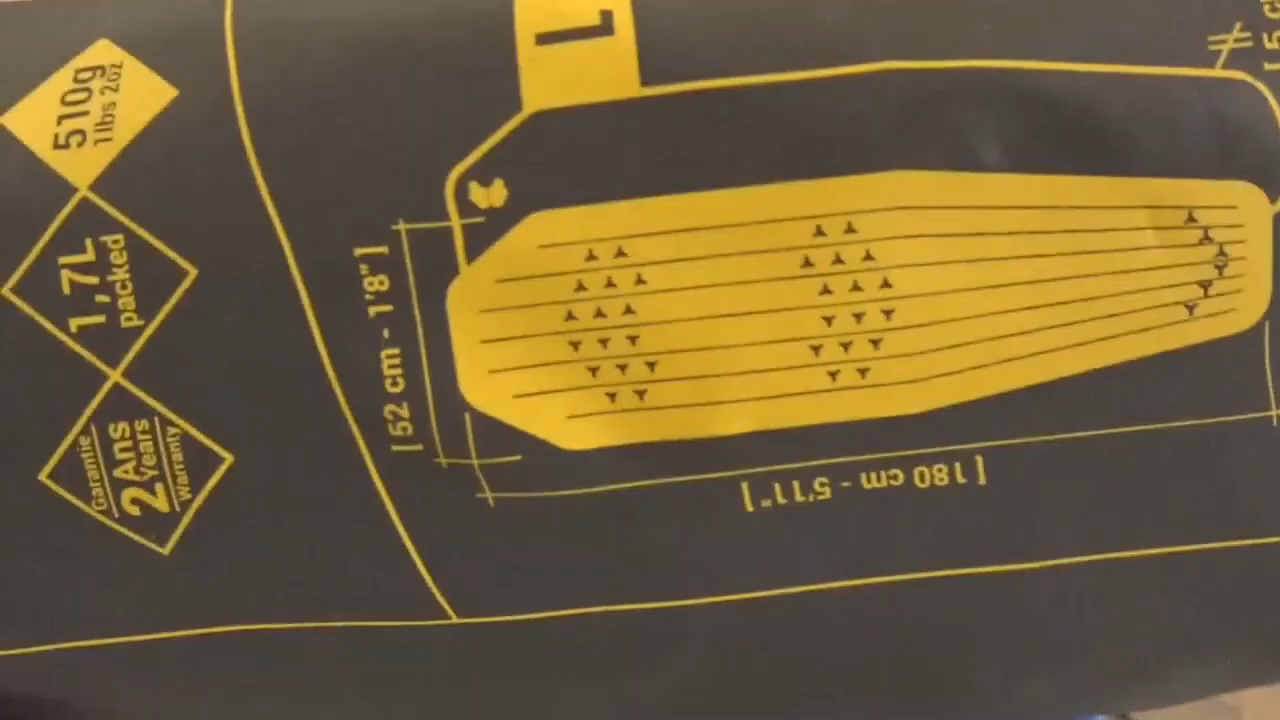 L
510g
1lbs 2oz
1,7L
packed
Garantie
2 Ans
Years
Warranty
[ 52 cm - 1'8" ]
[ 180 cm - 5'11" ]